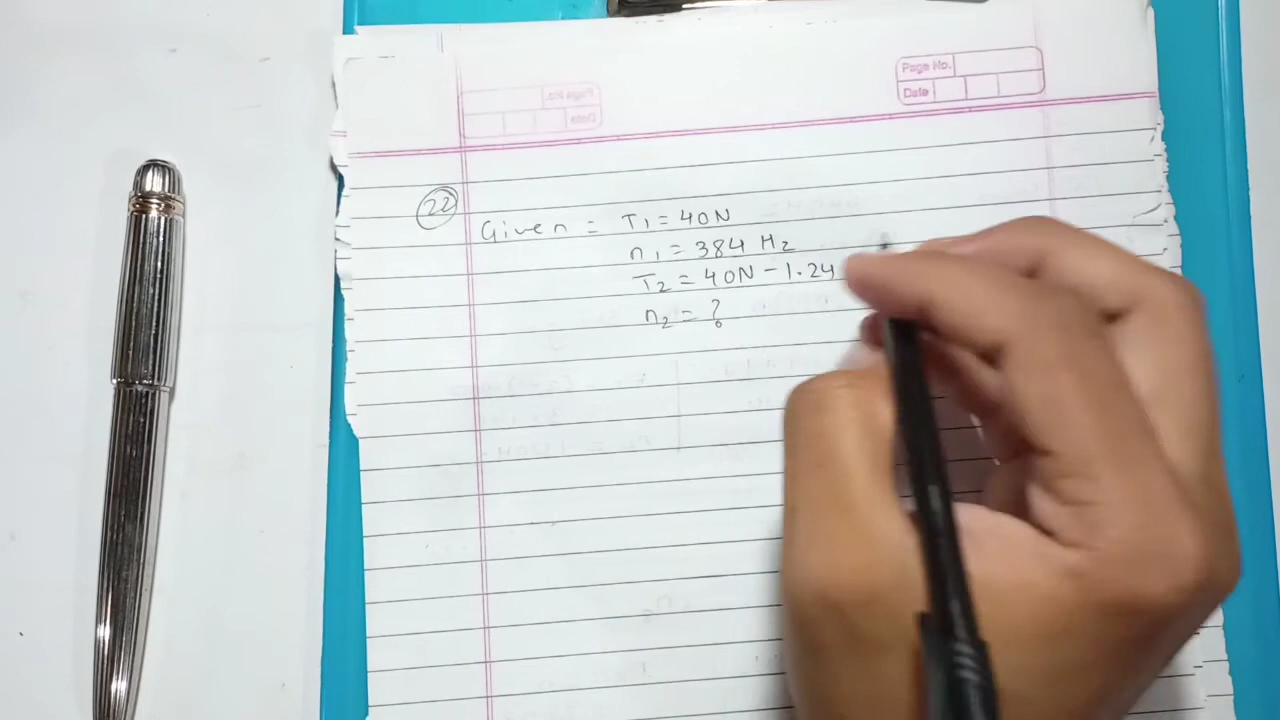 Page No.
Date
22
Given = T1 = 40N
n1 = 384 Hz
T2 = 40N - 1.24
n2 = ?